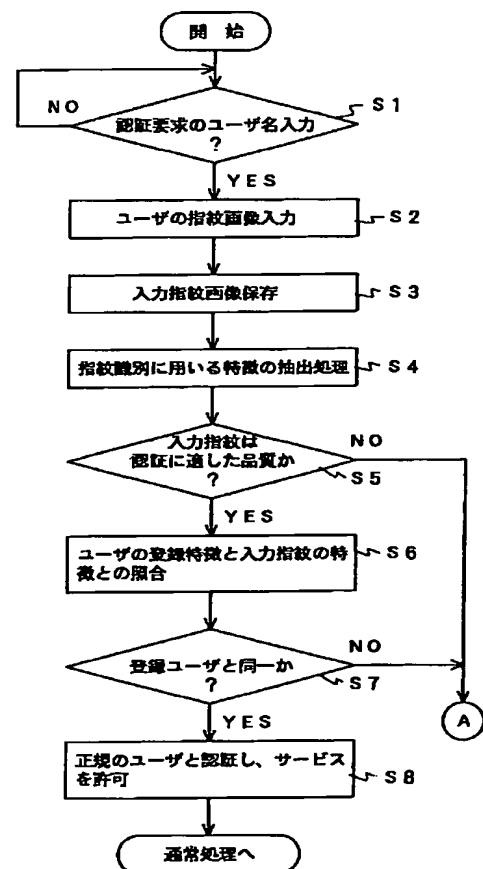 開 始
NO
認証要求のユーザ名入力
?
S1
YES
ユーザの指紋画像入力
S2
入力指紋画像保存
S3
指紋識別に用いる特徴の抽出処理
S4
入力指紋は
認証に適した品質か
?
NO
S5
YES
ユーザの登録特徴と入力指紋の特
徴との照合
S6
登録ユーザと同一か
?
NO
S7
A
YES
正規のユーザと認証し、サービス
を許可
S8
通常処理へ